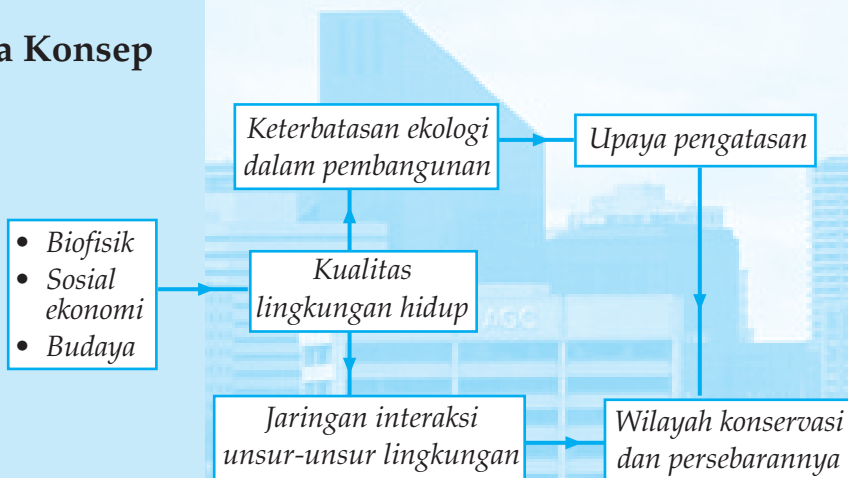 a Konsep
Keterbatasan ekologi
dalam pembangunan
Upaya pengatasan
• Biofisik
• Sosial
ekonomi
• Budaya
Kualitas
lingkungan hidup
AGC
Jaringan interaksi
unsur-unsur lingkungan
Wilayah konservasi
dan persebarannya